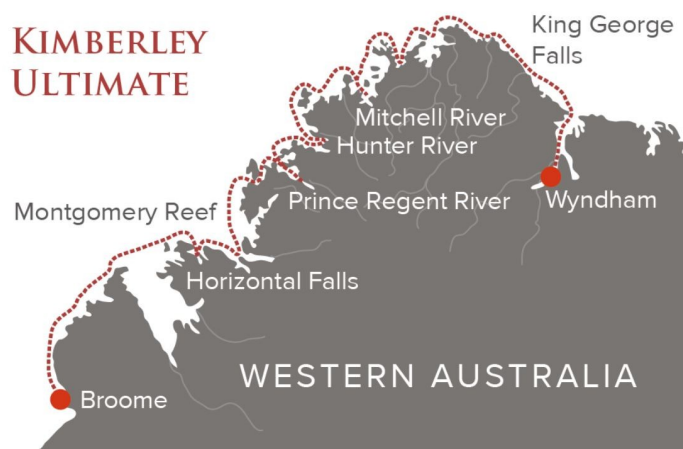 KIMBERLEY
ULTIMATE
King George
Falls
Mitchell River
Hunter River
Prince Regent River
Wyndham
Montgomery Reef
Horizontal Falls
WESTERN AUSTRALIA
Broome